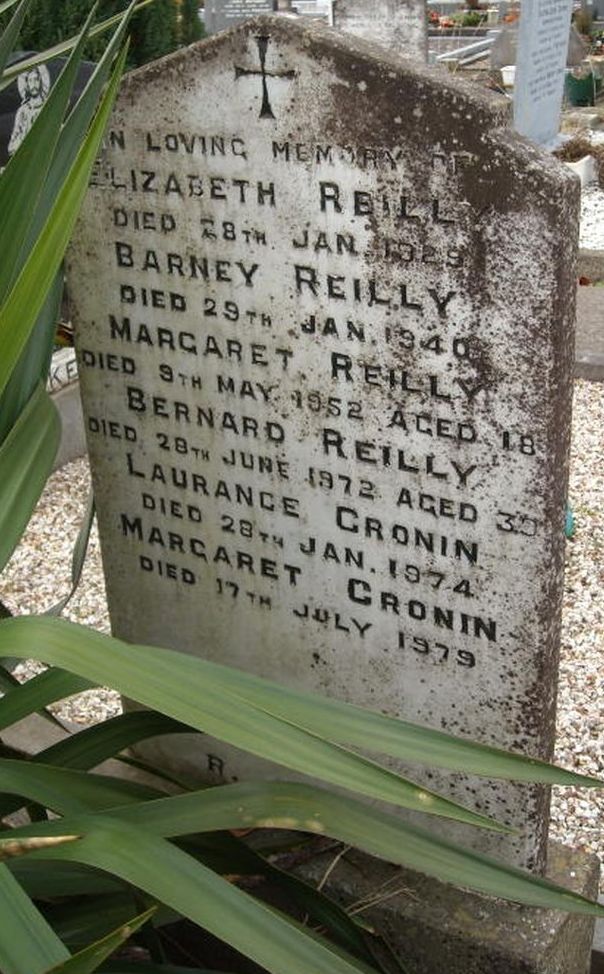 IN LOVING MEMORY OF
ELIZABETH REILLY
DIED 28TH JAN. 1929
BARNEY REILLY
DIED 29TH JAN. 1940
MARGARET REILLY
DIED 9TH MAY 1952 AGED 18
BERNARD REILLY
DIED 28TH JUNE 1972 AGED
LAURANCE CRONIN
DIED 28TH JAN. 1974
MARGARET CRONIN
DIED 17TH JULY 1979
R.
KE